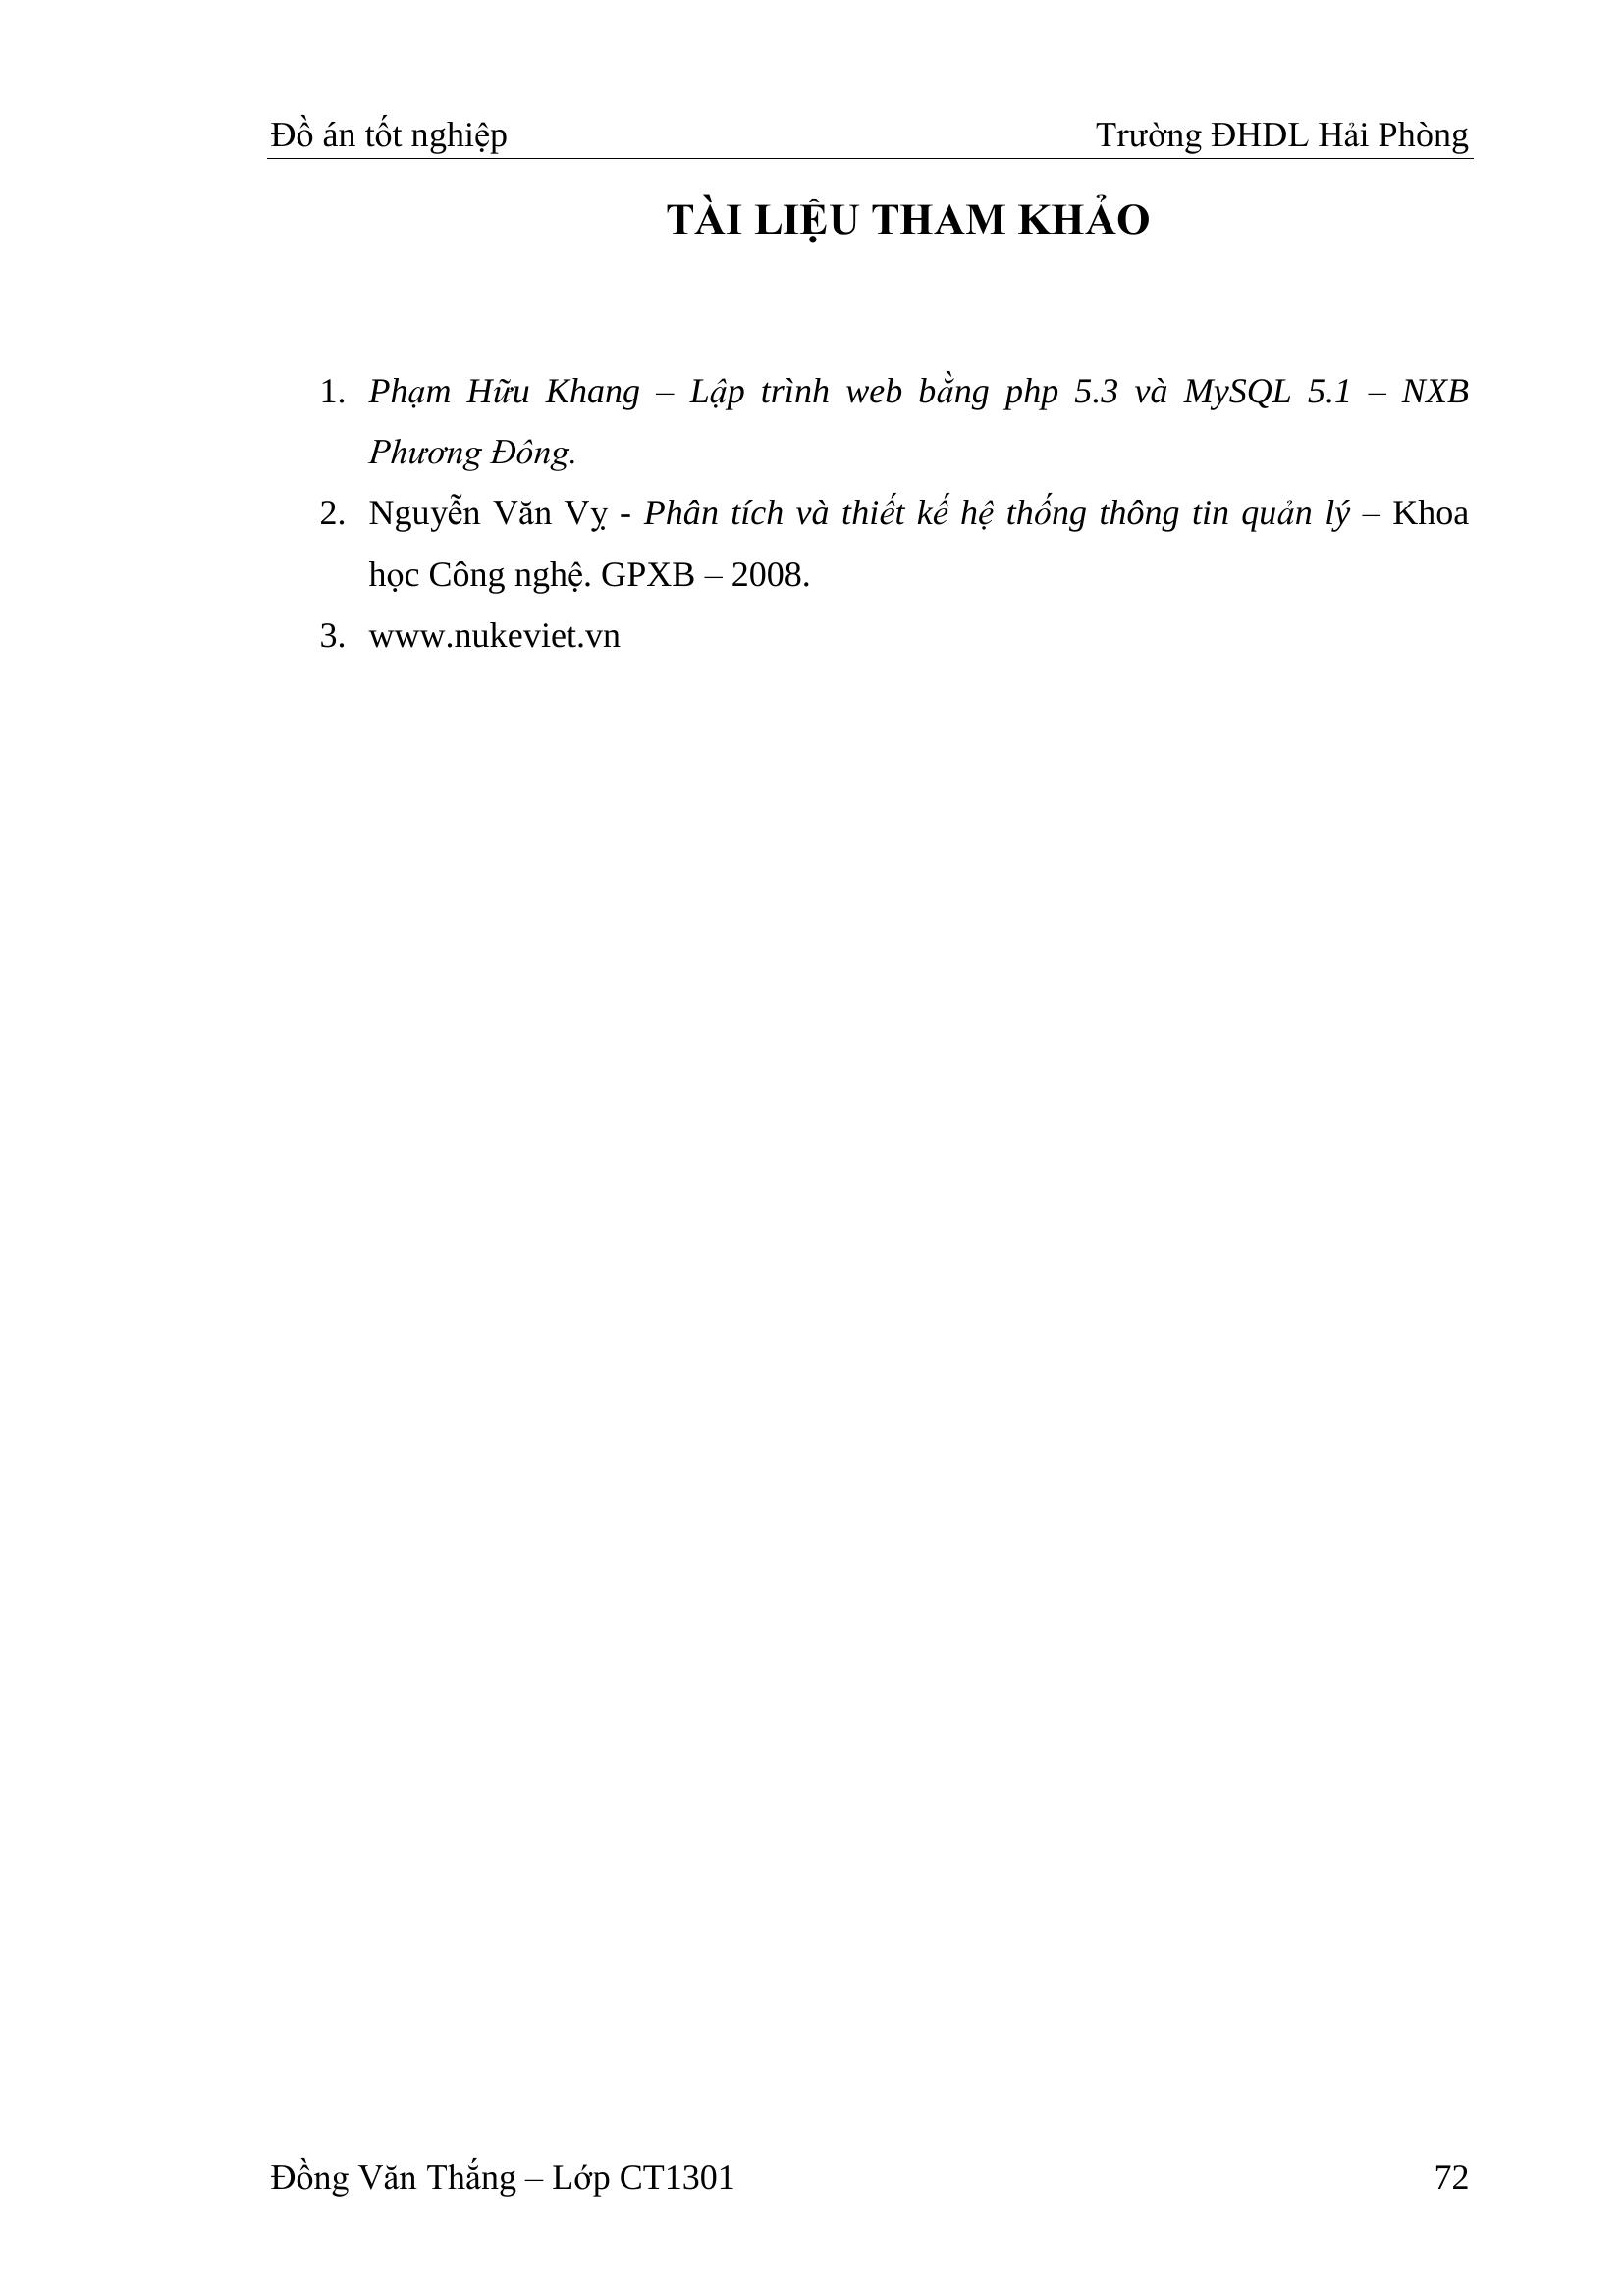 Đồ án tốt nghiệp Trường ĐHDL Hải Phòng
TÀI LIỆU THAM KHẢO
1. Phạm Hữu Khang – Lập trình web bằng php 5.3 và MySQL 5.1 – NXB
Phương Đông.
2. Nguyễn Văn Vỵ - Phân tích và thiết kế hệ thống thông tin quản lý – Khoa
học Công nghệ. GPXB – 2008.
3. www.nukeviet.vn
Đồng Văn Thắng – Lớp CT1301 72